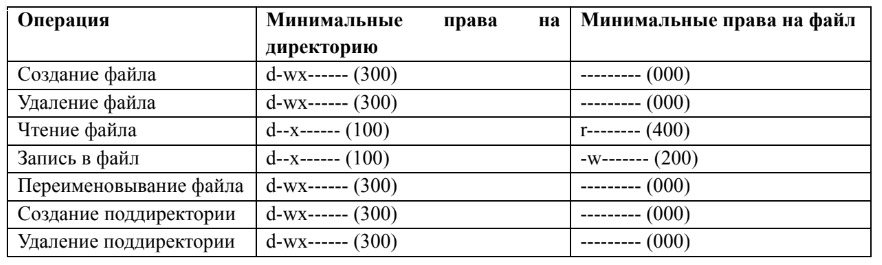 Операция Минимальные права на директорию Минимальные права на файл
Создание файла d-wx------ (300) --------- (000)
Удаление файла d-wx------ (300) --------- (000)
Чтение файла d--x------ (100) r-------- (400)
Запись в файл d--x------ (100) -w------- (200)
Переименовывание файла d-wx------ (300) --------- (000)
Создание поддиректории d-wx------ (300) --------- (000)
Удаление поддиректории d-wx------ (300) --------- (000)